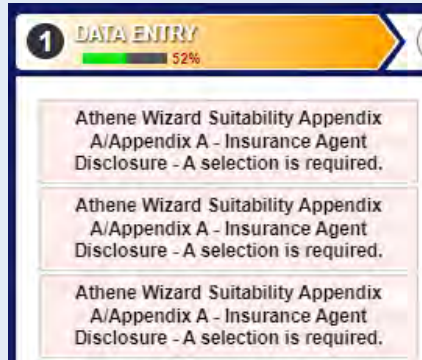 1 DATA ENTRY
52%
Athene Wizard Suitability Appendix
A/Appendix A - Insurance Agent
Disclosure - A selection is required.
Athene Wizard Suitability Appendix
A/Appendix A - Insurance Agent
Disclosure - A selection is required.
Athene Wizard Suitability Appendix
A/Appendix A - Insurance Agent
Disclosure - A selection is required.